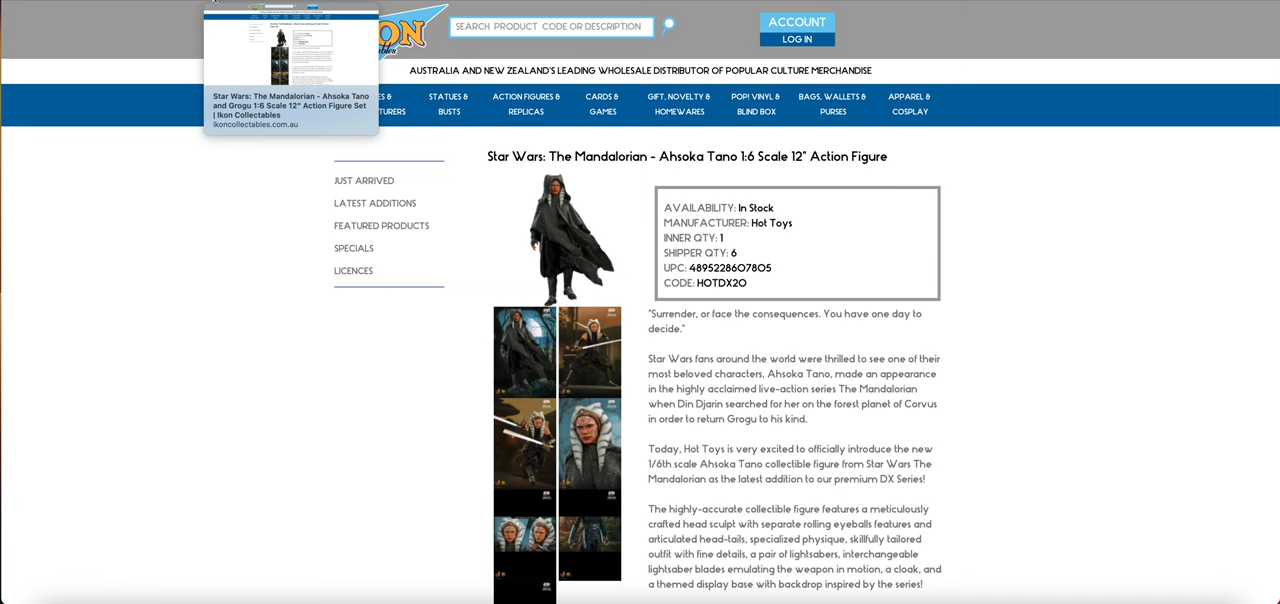 ON
SEARCH PRODUCT CODE OR DESCRIPTION
ACCOUNT
LOG IN
AUSTRALIA AND NEW ZEALAND'S LEADING WHOLESALE DISTRIBUTOR OF POPULAR CULTURE MERCHANDISE
STATUES &
BUSTS
ACTION FIGURES &
REPLICAS
CARDS &
GAMES
GIFT, NOVELTY &
HOMEWARES
POP! VINYL &
BLIND BOX
BAGS, WALLETS &
PURSES
APPAREL &
COSPLAY
Star Wars: The Mandalorian - Ahsoka Tano
and Grogu 1:6 Scale 12" Action Figure Set
| Ikon Collectables
ikoncollectables.com.au
JUST ARRIVED
LATEST ADDITIONS
FEATURED PRODUCTS
SPECIALS
LICENCES
Star Wars: The Mandalorian - Ahsoka Tano 1:6 Scale 12" Action Figure
AVAILABILITY: In Stock
MANUFACTURER: Hot Toys
INNER QTY: 1
SHIPPER QTY: 6
UPC: 4895228607805
CODE: HOTDX20
"Surrender, or face the consequences. You have one day to
decide."
Star Wars fans around the world were thrilled to see one of their
most beloved characters, Ahsoka Tano, made an appearance
in the highly acclaimed live-action series The Mandalorian
when Din Djarin searched for her on the forest planet of Corvus
in order to return Grogu to his kind.
Today, Hot Toys is very excited to officially introduce the new
1/6th scale Ahsoka Tano collectible figure from Star Wars The
Mandalorian as the latest addition to our premium DX Series!
The highly-accurate collectible figure features a meticulously
crafted head sculpt with separate rolling eyeballs features and
articulated head-tails, specialized physique, skillfully tailored
outfit with fine details, a pair of lightsabers, interchangeable
lightsaber blades emulating the weapon in motion, a cloak, and
a themed display base with backdrop inspired by the series!